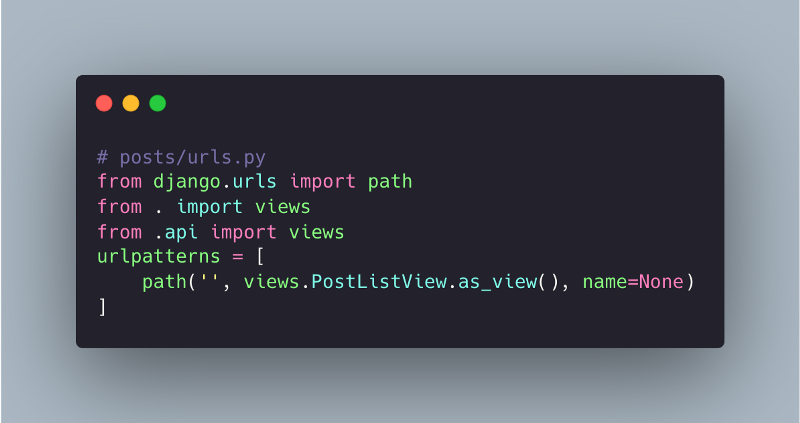 # posts/urls.py
from django.urls import path
from . import views
from .api import views
urlpatterns = [
    path('', views.PostListView.as_view(), name=None)
]